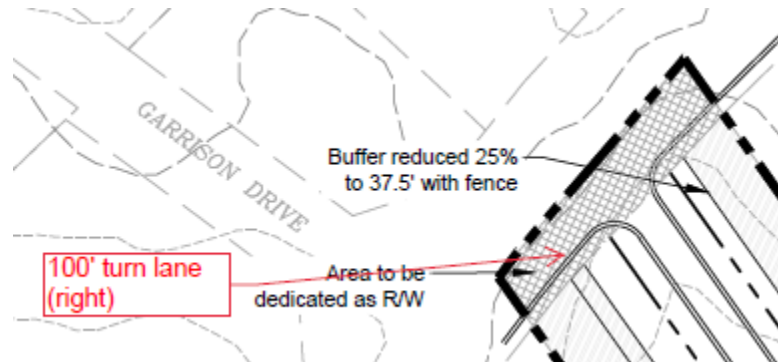 GARRISON DRIVE
Buffer reduced 25%
to 37.5' with fence
100' turn lane
(right)
Area to be
dedicated as R/W